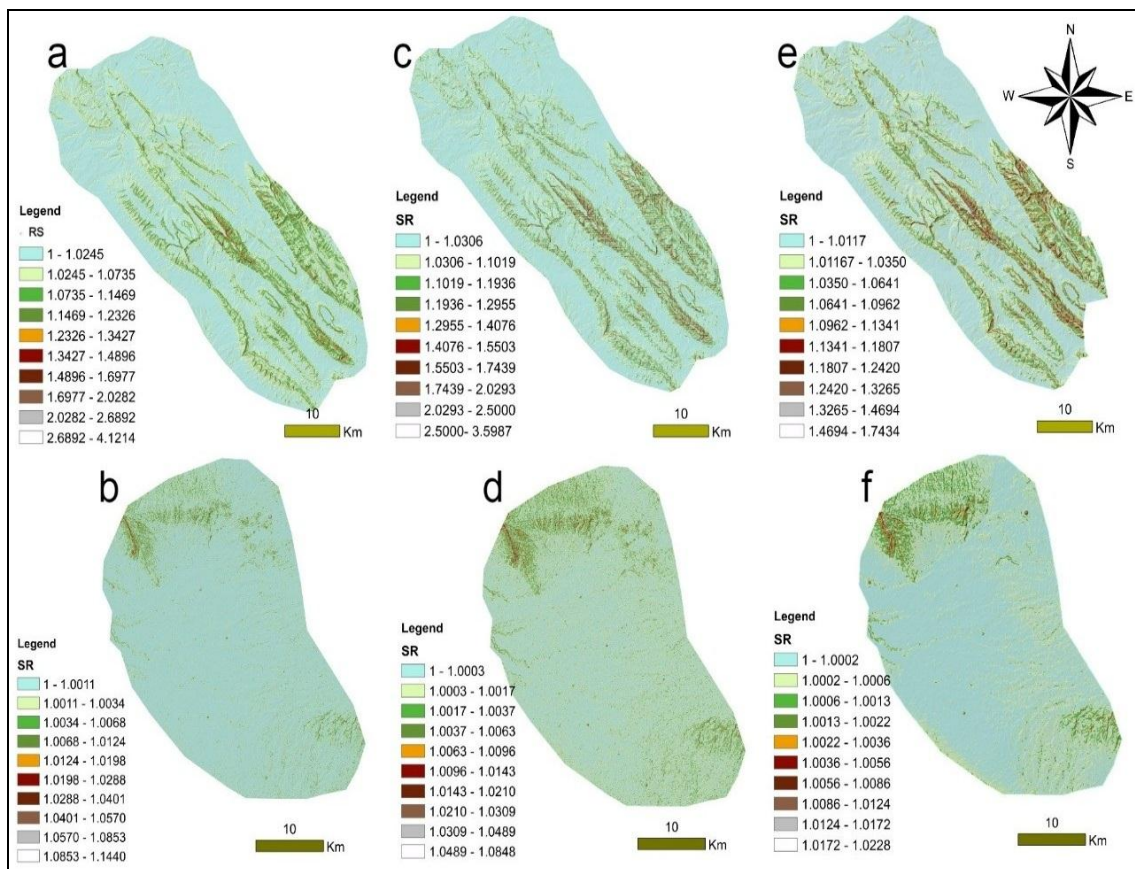 a
Legend
RS
1 - 1.0245
1.0245 - 1.0735
1.0735 - 1.1469
1.1469 - 1.2326
1.2326 - 1.3427
1.3427 - 1.4896
1.4896 - 1.6977
1.6977 - 2.0282
2.0282 - 2.6892
2.6892 - 4.1214
10
Km
c
Legend
SR
1 - 1.0306
1.0306 - 1.1019
1.1019 - 1.1936
1.1936 - 1.2955
1.2955 - 1.4076
1.4076 - 1.5503
1.5503 - 1.7439
1.7439 - 2.0293
2.0293 - 2.5000
2.5000- 3.5987
10
Km
e
N
W
E
S
Legend
SR
1 - 1.0117
1.01167 - 1.0350
1.0350 - 1.0641
1.0641 - 1.0962
1.0962 - 1.1341
1.1341 - 1.1807
1.1807 - 1.2420
1.2420 - 1.3265
1.3265 - 1.4694
1.4694 - 1.7434
10
Km
b
Legend
SR
1 - 1.0011
1.0011 - 1.0034
1.0034 - 1.0068
1.0068 - 1.0124
1.0124 - 1.0198
1.0198 - 1.0288
1.0288 - 1.0401
1.0401 - 1.0570
1.0570 - 1.0853
1.0853 - 1.1440
10
Km
d
Legend
SR
1 - 1.0003
1.0003 - 1.0017
1.0017 - 1.0037
1.0037 - 1.0063
1.0063 - 1.0096
1.0096 - 1.0143
1.0143 - 1.0210
1.0210 - 1.0309
1.0309 - 1.0489
1.0489 - 1.0848
10
Km
f
Legend
SR
1 - 1.0002
1.0002 - 1.0006
1.0006 - 1.0013
1.0013 - 1.0022
1.0022 - 1.0036
1.0036 - 1.0056
1.0056 - 1.0086
1.0086 - 1.0124
1.0124 - 1.0172
1.0172 - 1.0228
10
Km